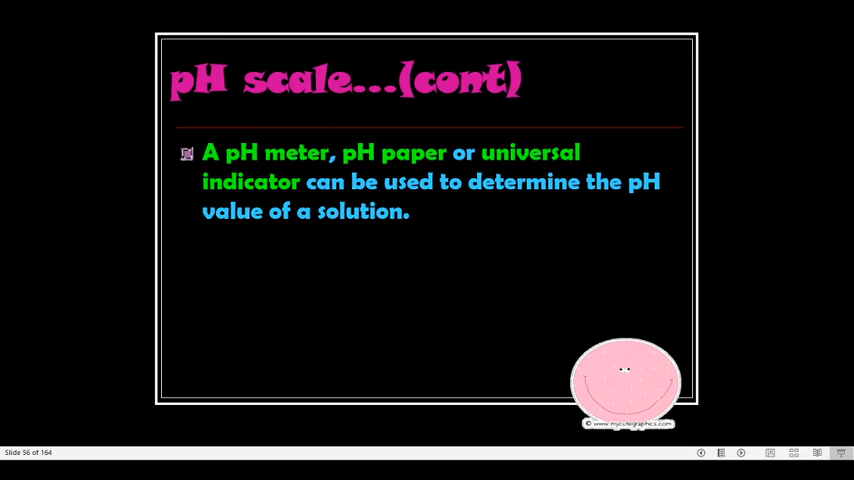 pH scale...(cont)
A pH meter, pH paper or universal
indicator can be used to determine the pH
value of a solution.
© www.mycutegraphics.com
Slide 56 of 164